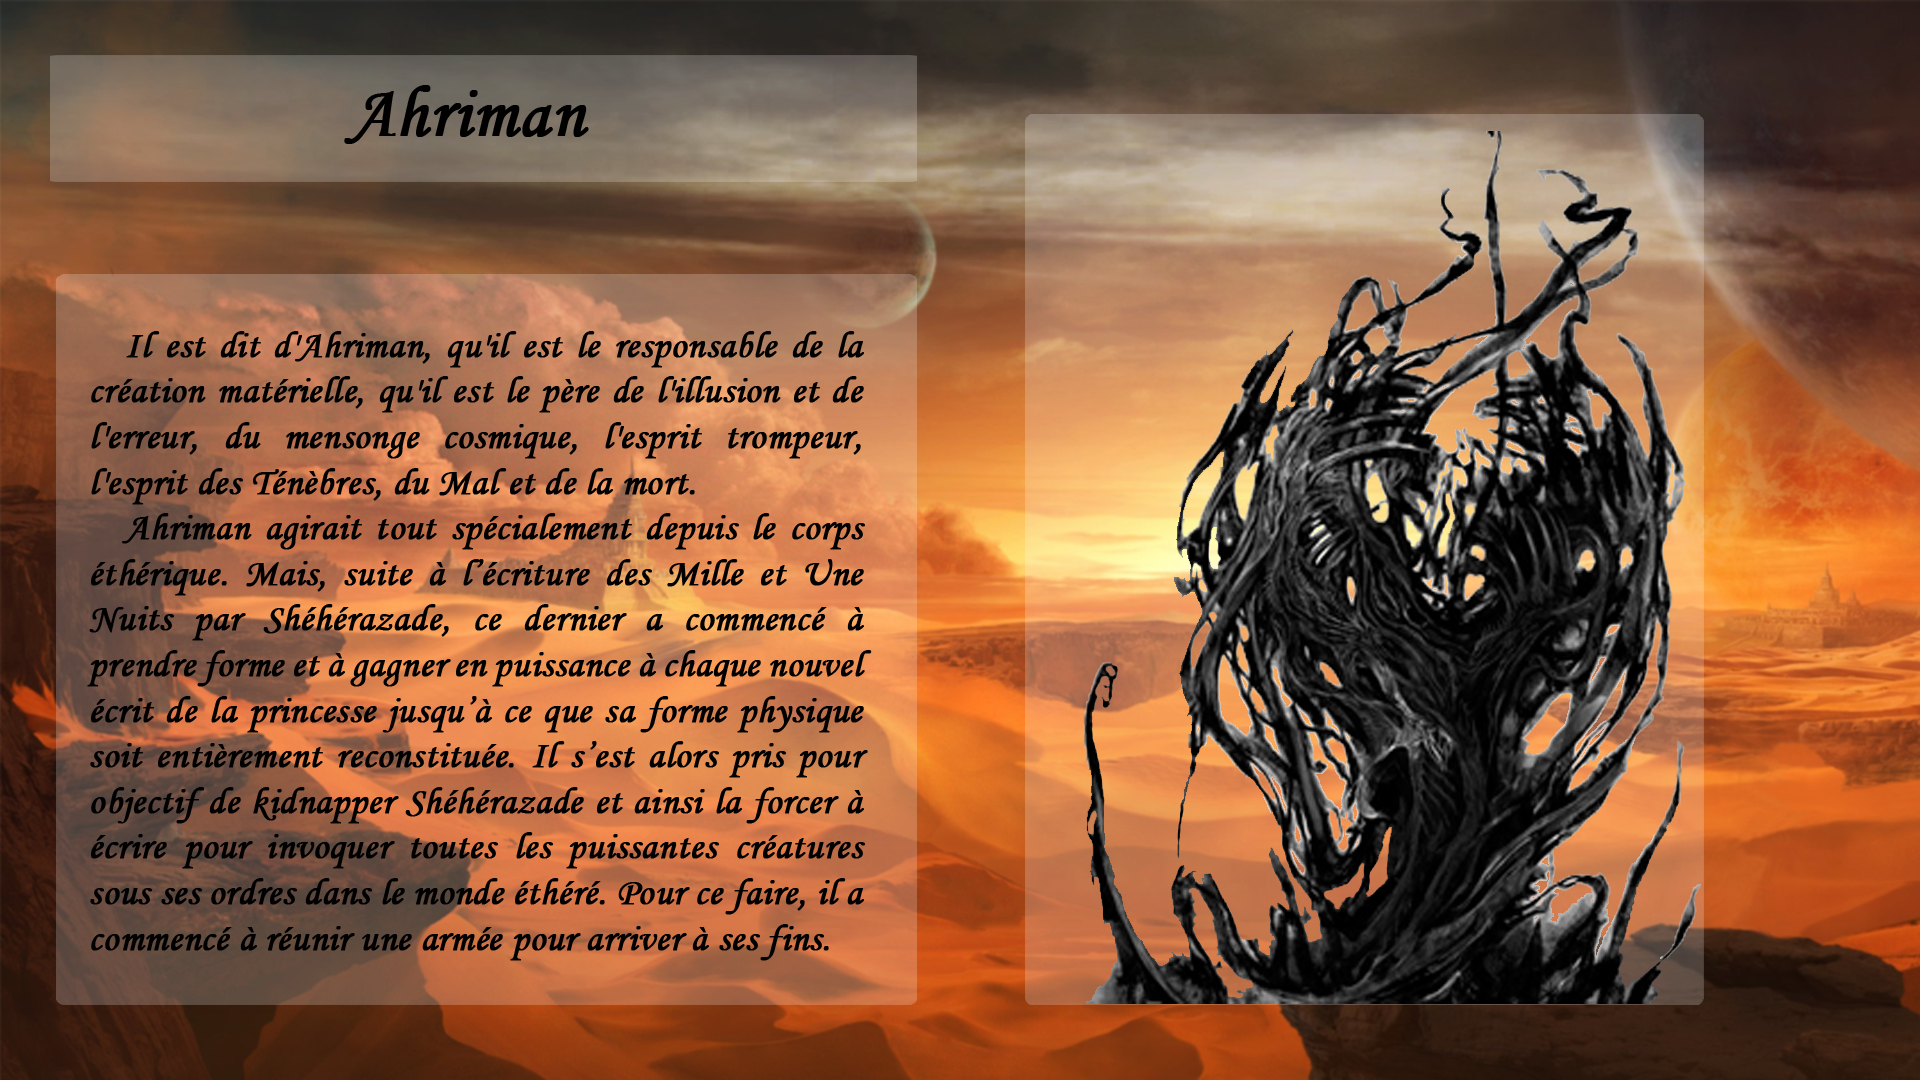 Ahriman
Il est dit d'Ahriman, qu'il est le responsable de la
création matérielle, qu'il est le père de l'illusion et de
l'erreur, du mensonge cosmique, l'esprit trompeur,
l'esprit des Ténèbres, du Mal et de la mort.
Ahriman agirait tout spécialement depuis le corps
éthérique. Mais, suite à l’écriture des Mille et Une
Nuits par Shéhérazade, ce dernier a commencé à
prendre forme et à gagner en puissance à chaque nouvel
écrit de la princesse jusqu’à ce que sa forme physique
soit entièrement reconstituée. Il s’est alors pris pour
objectif de kidnapper Shéhérazade et ainsi la forcer à
écrire pour invoquer toutes les puissantes créatures
sous ses ordres dans le monde éthéré. Pour ce faire, il a
commencé à réunir une armée pour arriver à ses fins.